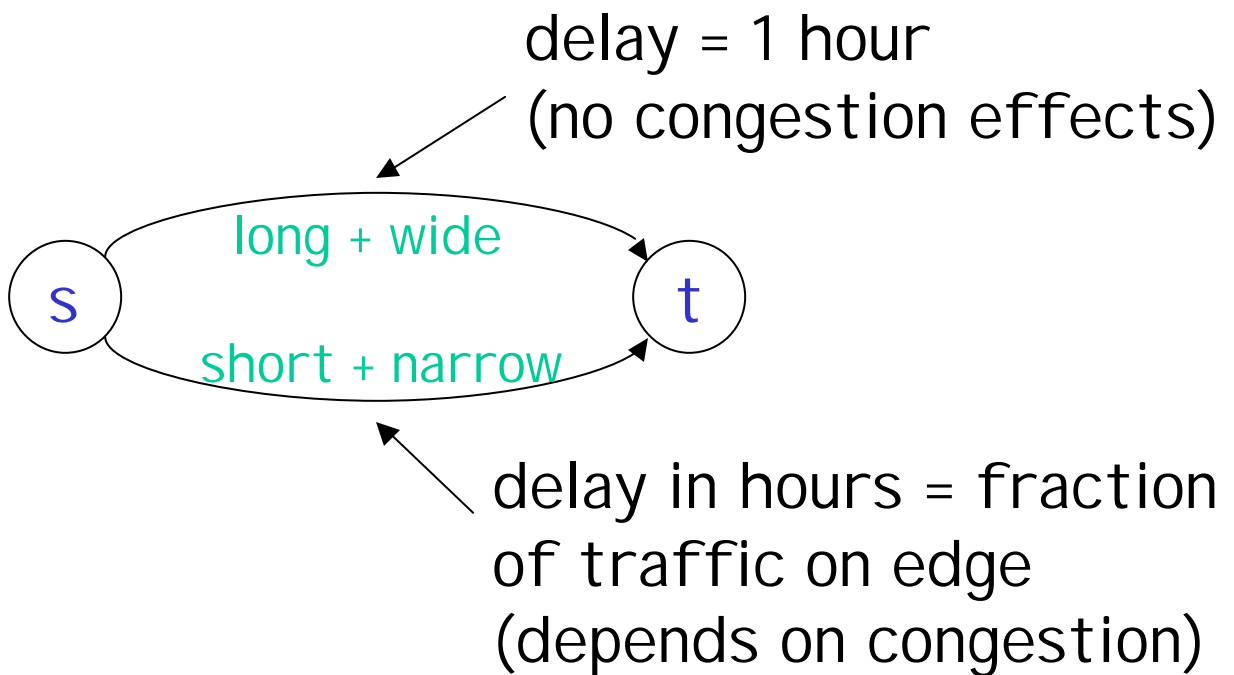 delay = 1 hour
(no congestion effects)
long + wide
s
t
short + narrow
delay in hours = fraction
of traffic on edge
(depends on congestion)